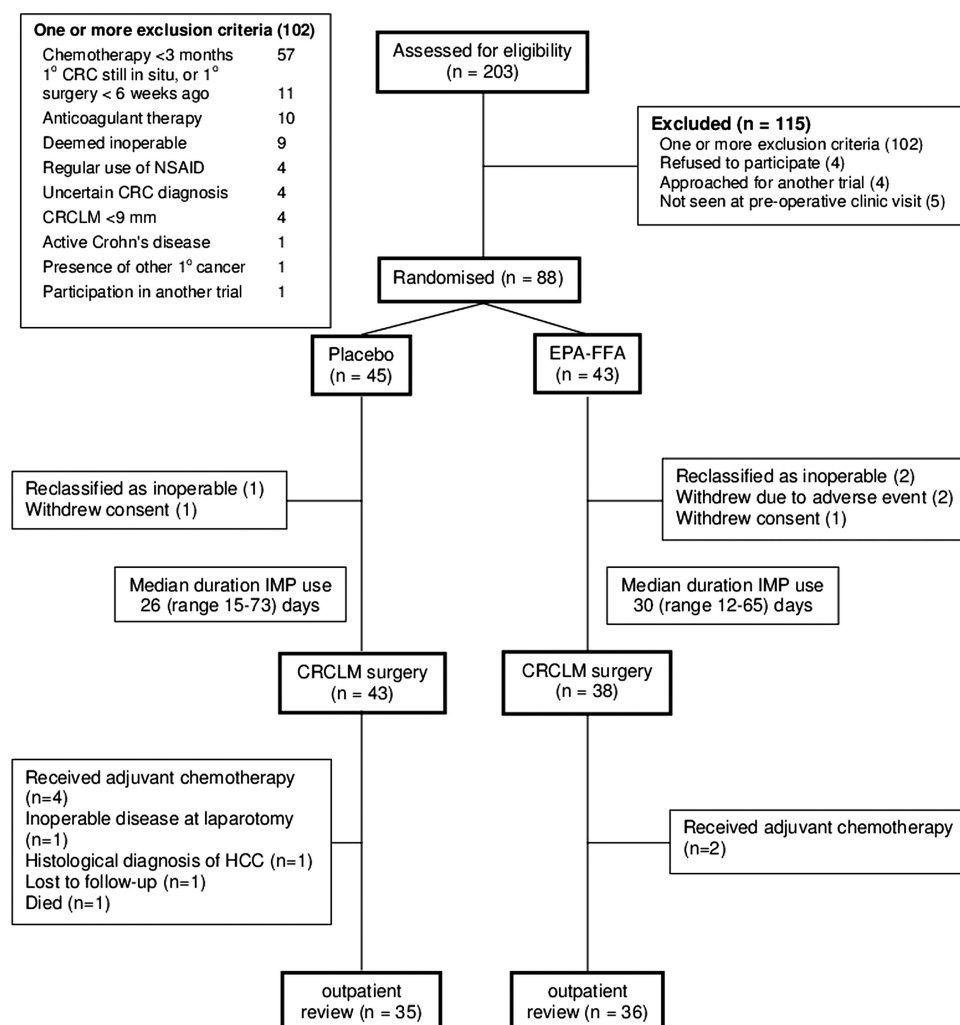 One or more exclusion criteria (102)
Chemotherapy <3 months 57
1° CRC still in situ, or 1°
surgery < 6 weeks ago 11
Anticoagulant therapy 10
Deemed inoperable 9
Regular use of NSAID 4
Uncertain CRC diagnosis 4
CRCLM <9 mm 4
Active Crohn's disease 1
Presence of other 1° cancer 1
Participation in another trial 1
Assessed for eligibility
(n = 203)
Excluded (n = 115)
One or more exclusion criteria (102)
Refused to participate (4)
Approached for another trial (4)
Not seen at pre-operative clinic visit (5)
Randomised (n = 88)
Placebo
(n = 45)
EPA-FFA
(n = 43)
Reclassified as inoperable (1)
Withdrew consent (1)
Reclassified as inoperable (2)
Withdrew due to adverse event (2)
Withdrew consent (1)
Median duration IMP use
26 (range 15-73) days
Median duration IMP use
30 (range 12-65) days
CRCLM surgery
(n = 43)
CRCLM surgery
(n = 38)
Received adjuvant chemotherapy
(n=4)
Inoperable disease at laparotomy
(n=1)
Histological diagnosis of HCC (n=1)
Lost to follow-up (n=1)
Died (n=1)
Received adjuvant chemotherapy
(n=2)
outpatient
review (n = 35)
outpatient
review (n = 36)